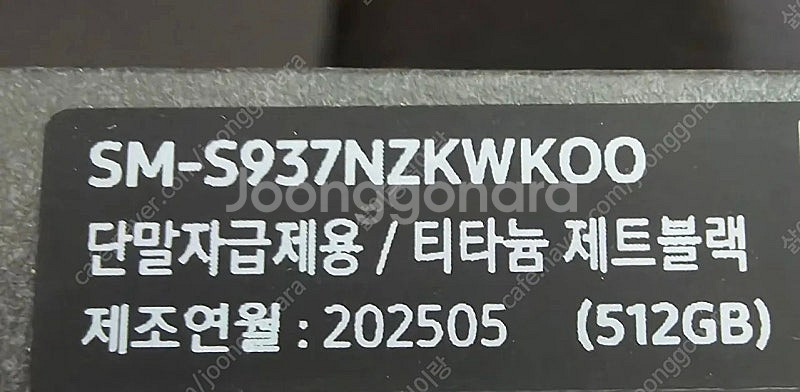 SM-S937NZKWKOO
Joonggonara
단말자급제용 / 티타늄 제트블랙
제조연월 : 202505 (512GB)